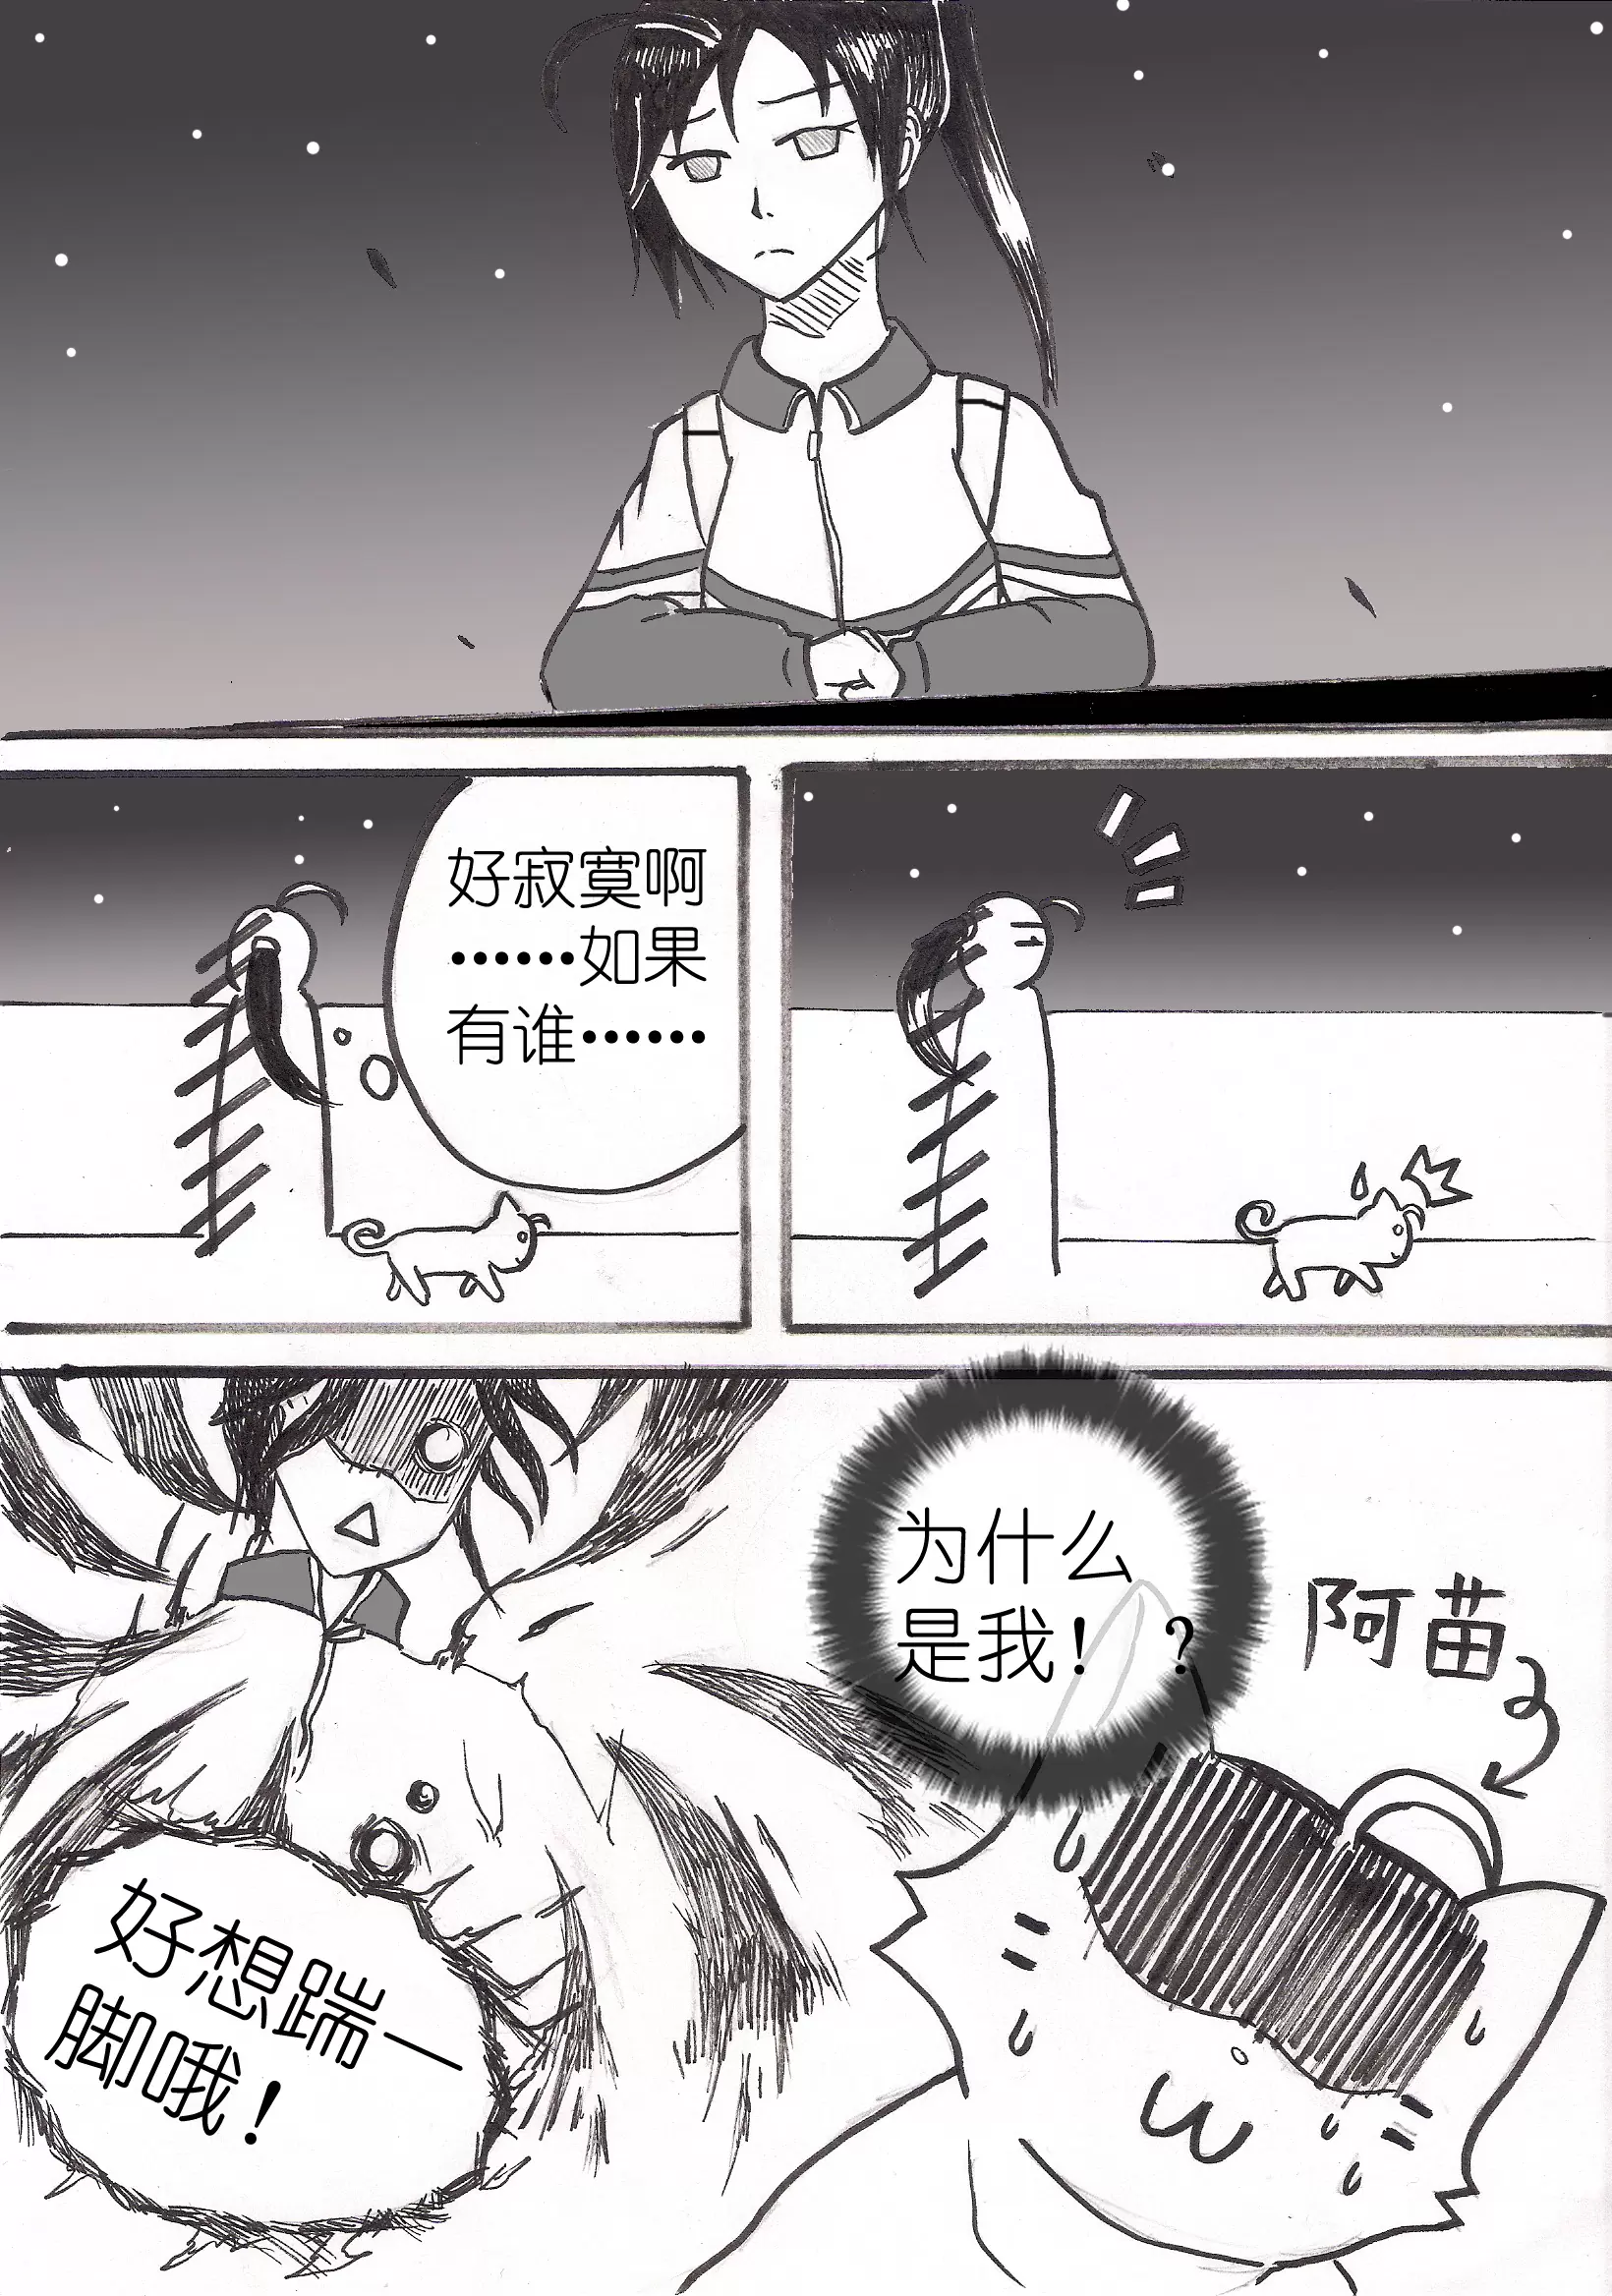 好寂寞啊
……如果
有谁……
为什么
是我！？
阿苗
好想踹一
脚哦！